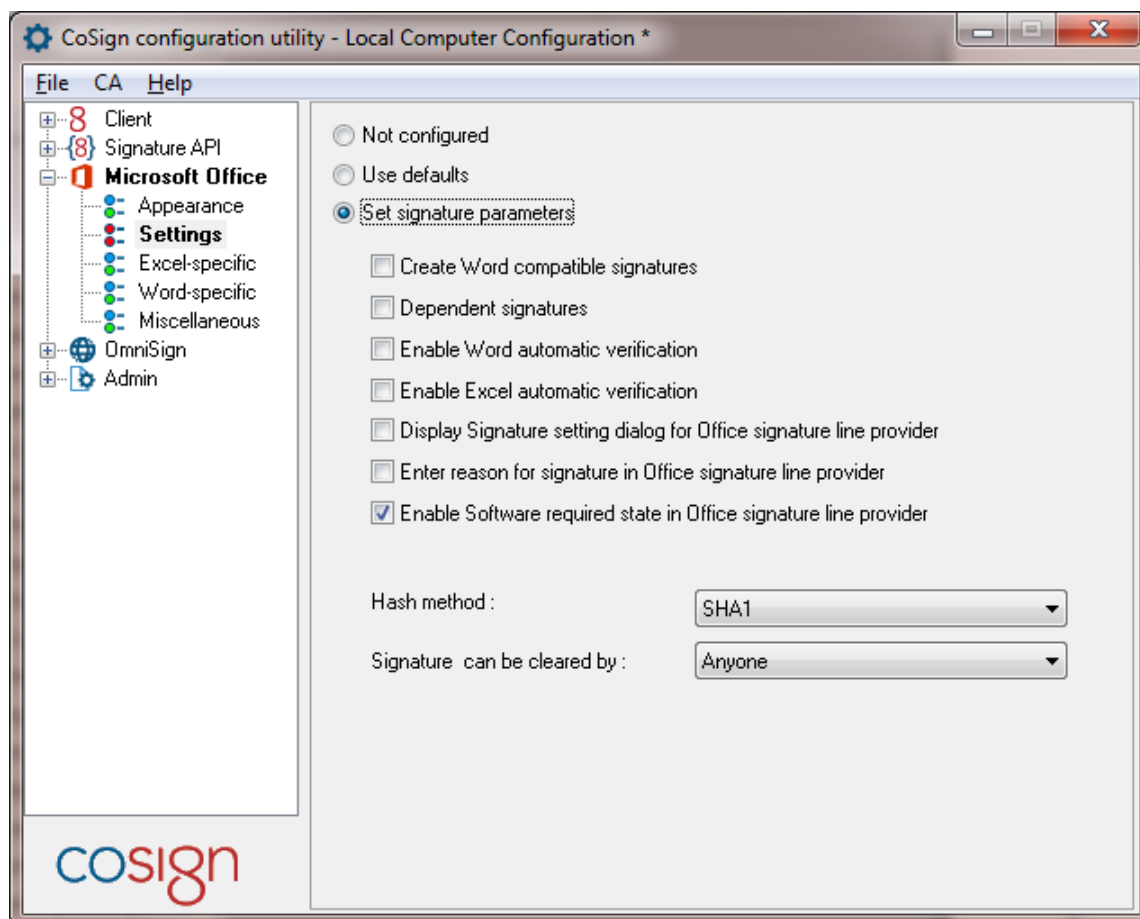 CoSign configuration utility - Local Computer Configuration *
File CA Help
Client
{8} Signature API
Microsoft Office
Appearance
Settings
Excel-specific
Word-specific
Miscellaneous
OmniSign
Admin
cosign
Not configured
Use defaults
Set signature parameters
Create Word compatible signatures
Dependent signatures
Enable Word automatic verification
Enable Excel automatic verification
Display Signature setting dialog for Office signature line provider
Enter reason for signature in Office signature line provider
Enable Software required state in Office signature line provider
Hash method : SHA1
Signature can be cleared by : Anyone